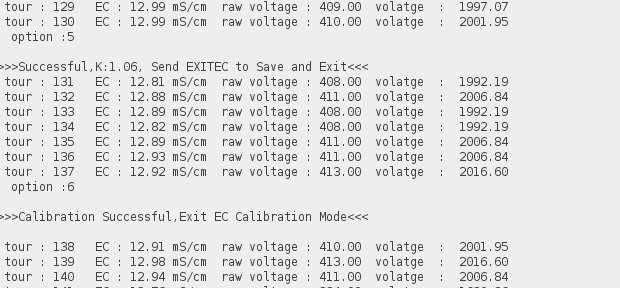 tour : 129 EC : 12.99 mS/cm raw voltage : 409.00 volatge : 1997.07
tour : 130 EC : 12.99 mS/cm raw voltage : 410.00 volatge : 2001.95
option :5
>>>Successful,K:1.06, Send EXITEC to Save and Exit<<<
tour : 131 EC : 12.81 mS/cm raw voltage : 408.00 volatge : 1992.19
tour : 132 EC : 12.88 mS/cm raw voltage : 411.00 volatge : 2006.84
tour : 133 EC : 12.89 mS/cm raw voltage : 408.00 volatge : 1992.19
tour : 134 EC : 12.82 mS/cm raw voltage : 408.00 volatge : 1992.19
tour : 135 EC : 12.89 mS/cm raw voltage : 411.00 volatge : 2006.84
tour : 136 EC : 12.93 mS/cm raw voltage : 411.00 volatge : 2006.84
tour : 137 EC : 12.92 mS/cm raw voltage : 413.00 volatge : 2016.60
option :6
>>>Calibration Successful,Exit EC Calibration Mode<<<
tour : 138 EC : 12.91 mS/cm raw voltage : 410.00 volatge : 2001.95
tour : 139 EC : 12.98 mS/cm raw voltage : 413.00 volatge : 2016.60
tour : 140 EC : 12.94 mS/cm raw voltage : 411.00 volatge : 2006.84